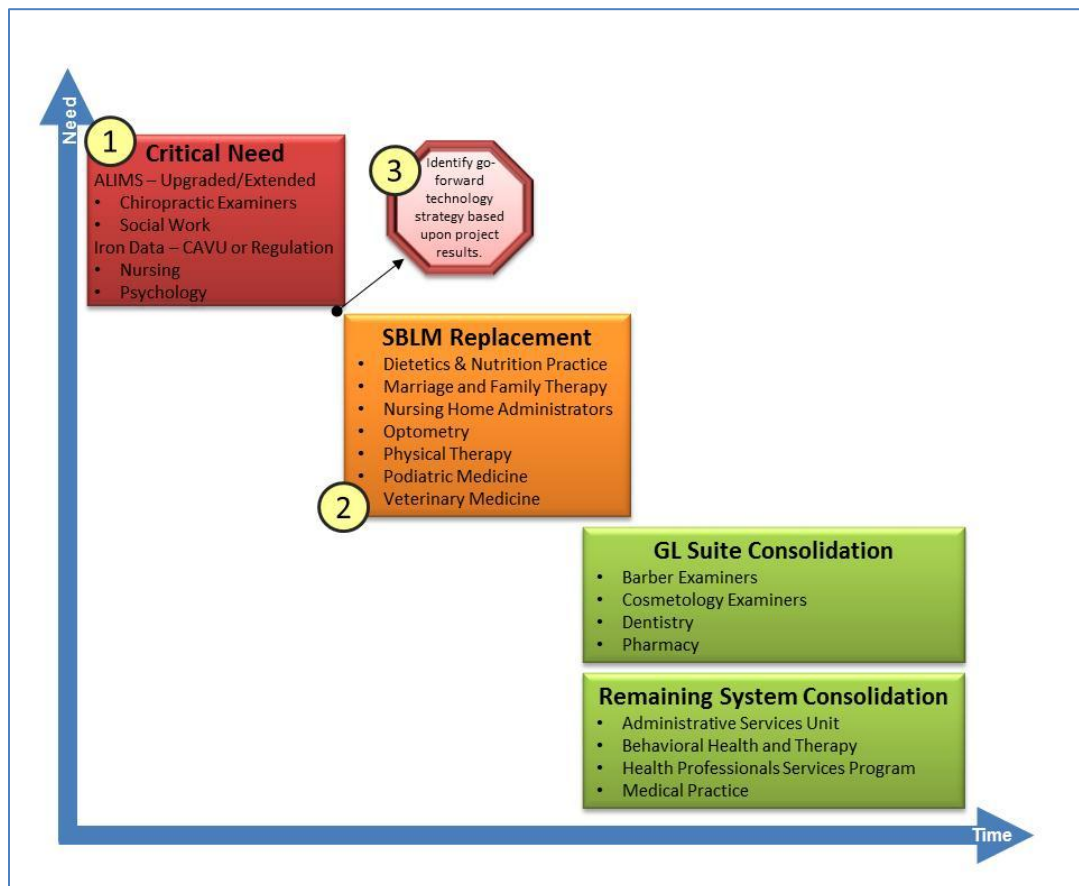 Need
1
Critical Need
ALIMS – Upgraded/Extended
• Chiropractic Examiners
• Social Work
Iron Data – CAVU or Regulation
• Nursing
• Psychology
3
Identify go-
forward
technology
strategy based
upon project
results.
SBLM Replacement
• Dietetics & Nutrition Practice
• Marriage and Family Therapy
• Nursing Home Administrators
• Optometry
• Physical Therapy
• Podiatric Medicine
• Veterinary Medicine
2
GL Suite Consolidation
• Barber Examiners
• Cosmetology Examiners
• Dentistry
• Pharmacy
Remaining System Consolidation
• Administrative Services Unit
• Behavioral Health and Therapy
• Health Professionals Services Program
• Medical Practice
Time